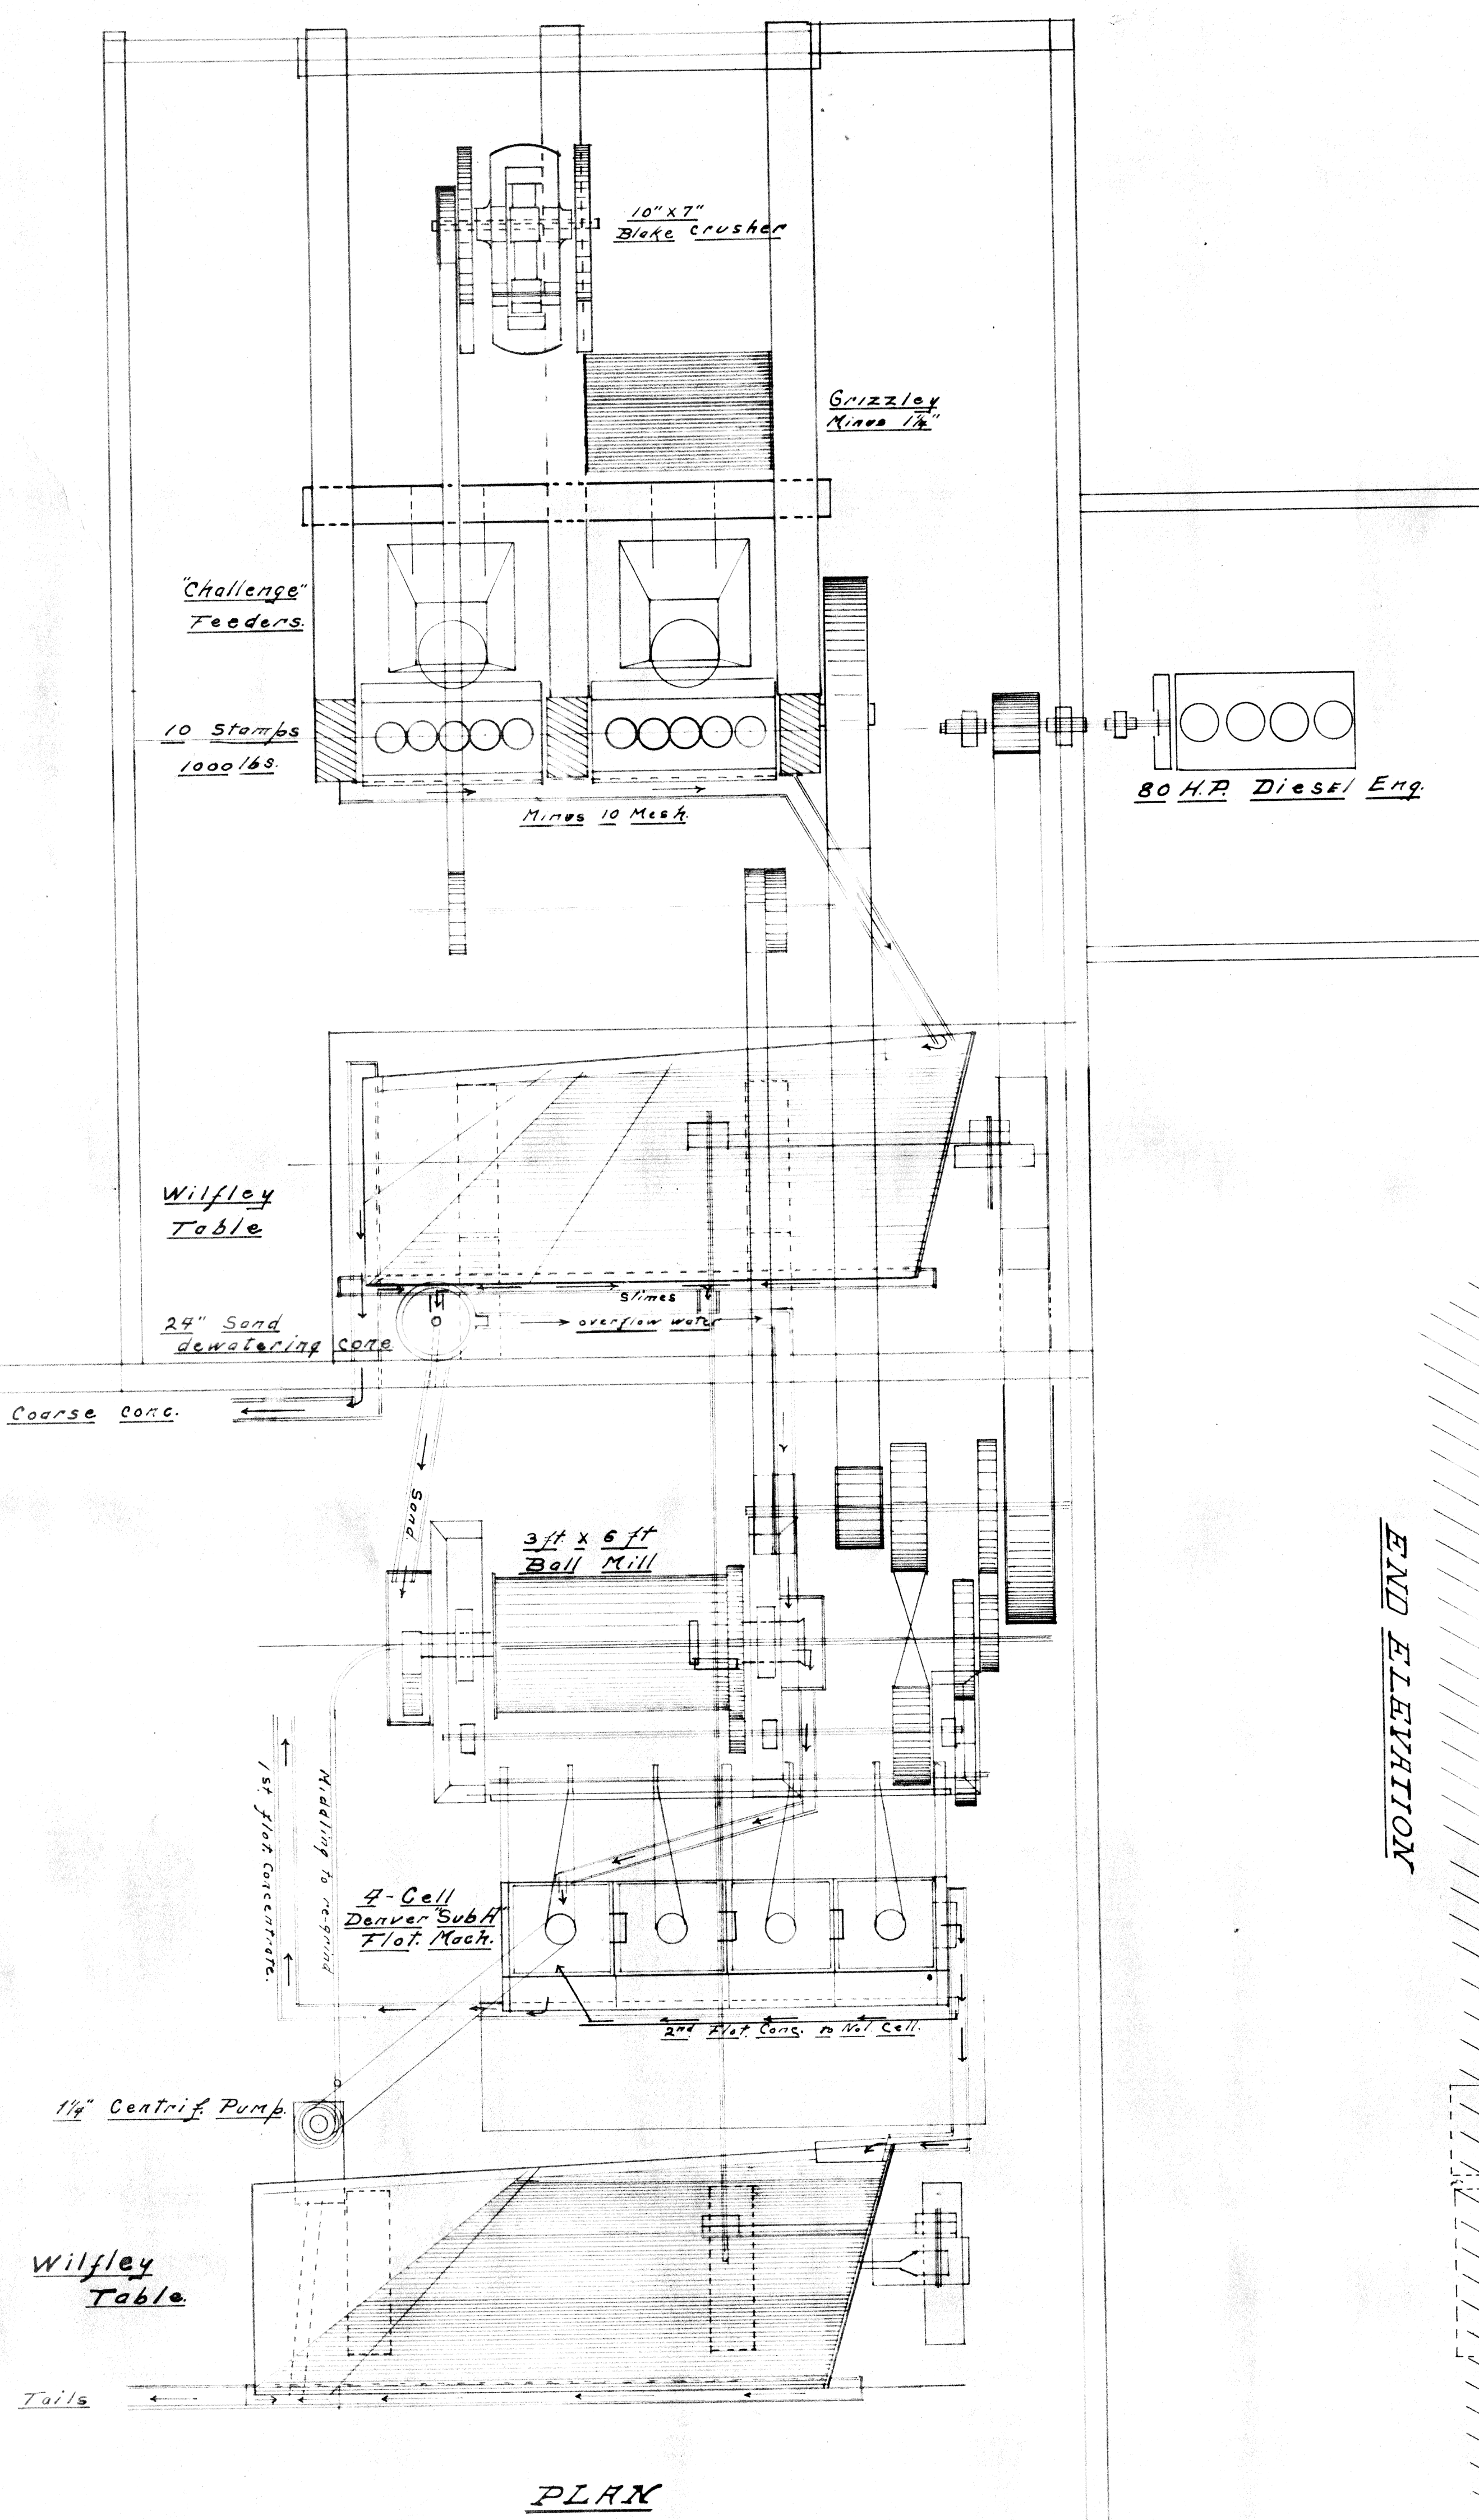 10" x 7"
Blake crusher
Grizzley
Minus 1¼"
"Challenge"
Feeders.
10 Stamps
1000 lbs.
80 H.P. Diesel Eng.
Minus 10 Mesh.
Wilfley
Table
Slimes
overflow water
24" Sand
dewatering cone
Coarse conc.
Sand
3 ft. x 6 ft
Ball Mill
END ELEVATION
Middling to re-grind
1st flot. Concentrate.
4-Cell
Denver "Sub A"
Flot. Mach.
2nd Flot. Conc. to No1 Cell.
1¼" Centrif. Pump.
Wilfley
Table.
Tails
PLAN